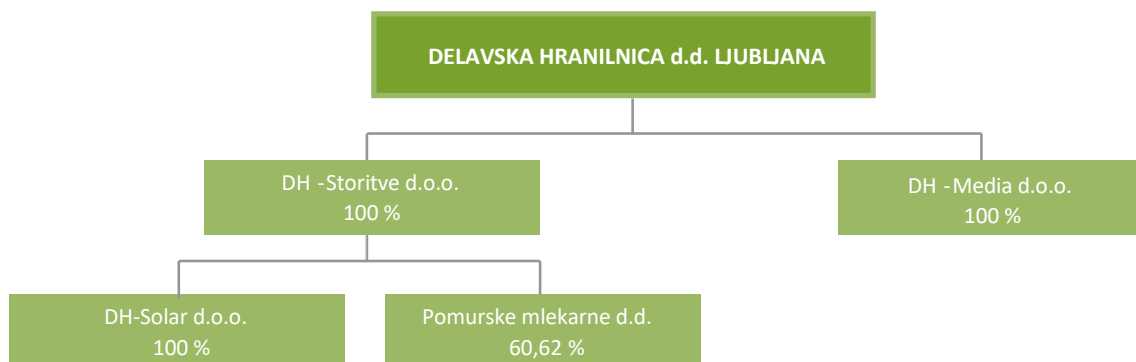 DELAVSKA HRANILNICA d.d. LJUBLJANA
DH -Storitve d.o.o.
100 %
DH -Media d.o.o.
100 %
DH-Solar d.o.o.
100 %
Pomurske mlekarne d.d.
60,62 %